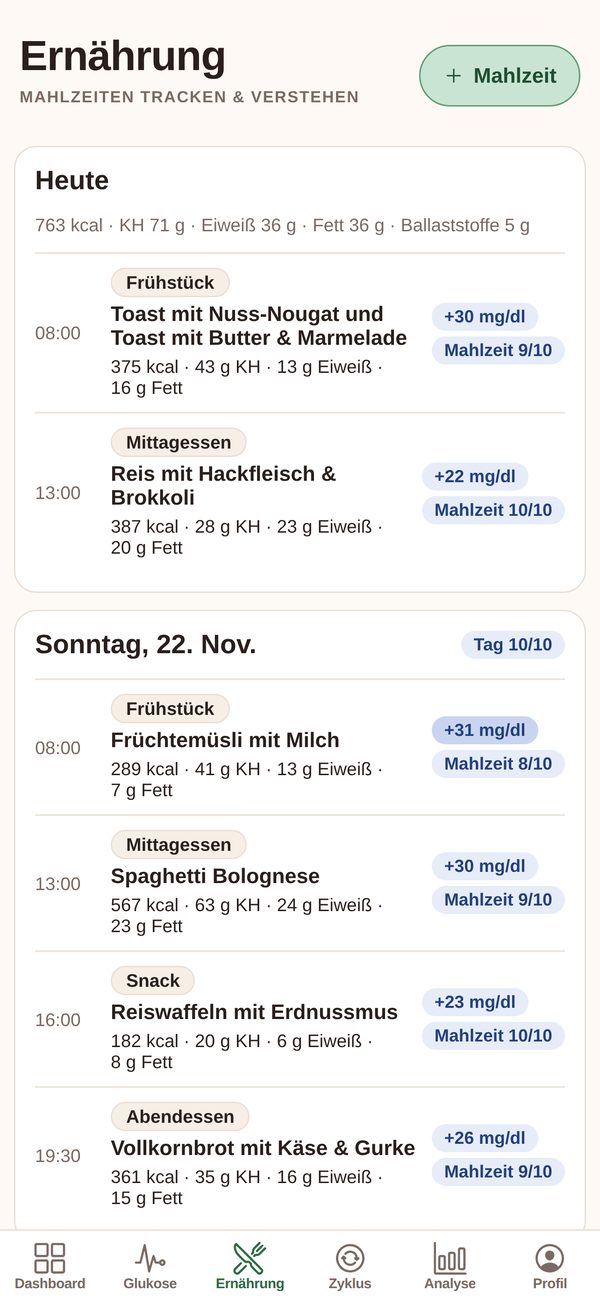 Ernährung
MAHLZEITEN TRACKEN & VERSTEHEN
+ Mahlzeit
Heute
763 kcal · KH 71 g · Eiweiß 36 g · Fett 36 g · Ballaststoffe 5 g
08:00
Frühstück
Toast mit Nuss-Nougat und
Toast mit Butter & Marmelade
375 kcal · 43 g KH · 13 g Eiweiß ·
16 g Fett
+30 mg/dl
Mahlzeit 9/10
13:00
Mittagessen
Reis mit Hackfleisch &
Brokkoli
387 kcal · 28 g KH · 23 g Eiweiß ·
20 g Fett
+22 mg/dl
Mahlzeit 10/10
Sonntag, 22. Nov.
Tag 10/10
08:00
Frühstück
Früchtemüsli mit Milch
289 kcal · 41 g KH · 13 g Eiweiß ·
7 g Fett
+31 mg/dl
Mahlzeit 8/10
13:00
Mittagessen
Spaghetti Bolognese
567 kcal · 63 g KH · 24 g Eiweiß ·
23 g Fett
+30 mg/dl
Mahlzeit 9/10
16:00
Snack
Reiswaffeln mit Erdnussmus
182 kcal · 20 g KH · 6 g Eiweiß ·
8 g Fett
+23 mg/dl
Mahlzeit 10/10
19:30
Abendessen
Vollkornbrot mit Käse & Gurke
361 kcal · 35 g KH · 16 g Eiweiß ·
15 g Fett
+26 mg/dl
Mahlzeit 9/10
Dashboard
Glukose
Ernährung
Zyklus
Analyse
Profil